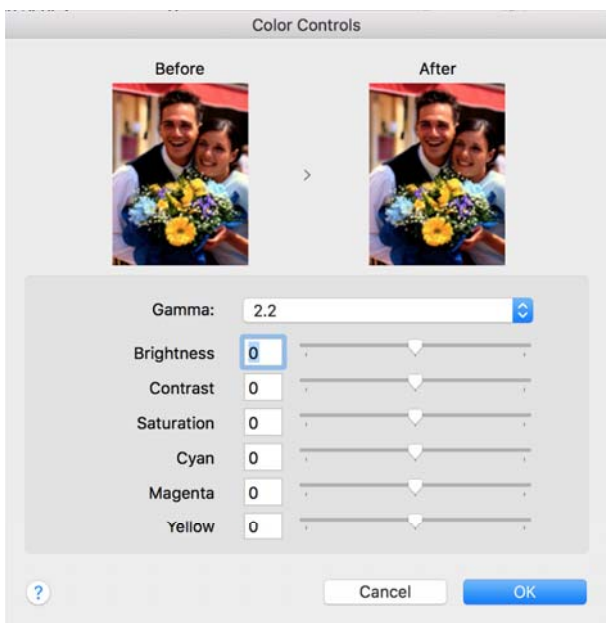 Color Controls
Before After
>
Gamma: 2.2
Brightness 0
Contrast 0
Saturation 0
Cyan 0
Magenta 0
Yellow 0
? Cancel OK